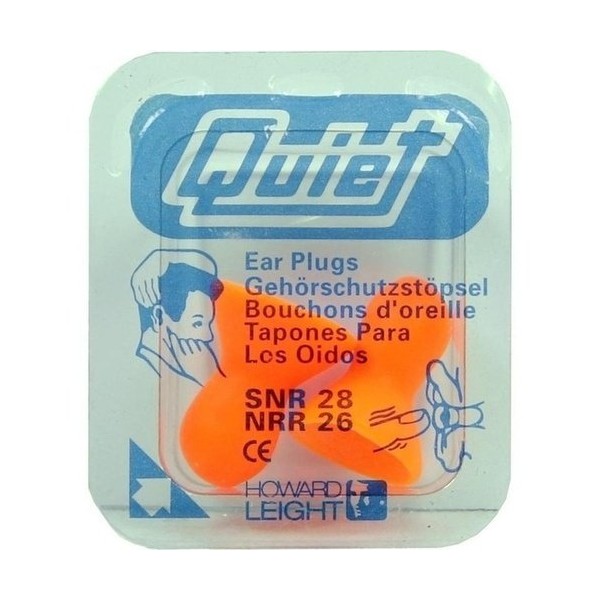 Quiet
Ear Plugs
Gehörschutzstöpsel
Bouchons d'oreille
Tapones Para
Los Oidos
SNR 28
NRR 26
CE
HOWARD
LEIGHT